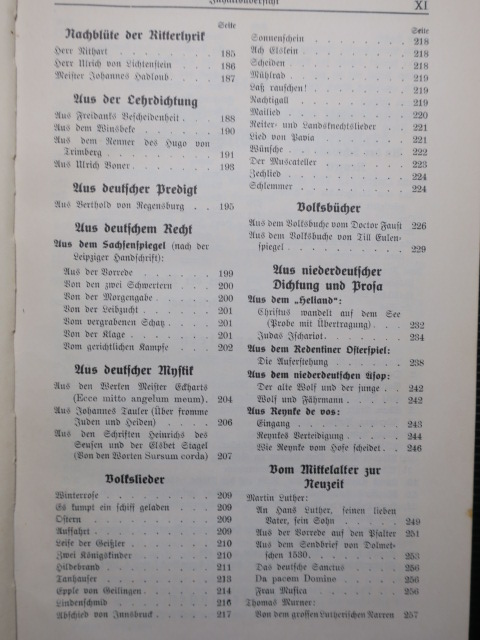 Inhaltsübersicht
XI
Seite
Nachblüte der Ritterlyrik
Herr Nithart . . . 185
Herr Ulrich von Lichtenstein . . 186
Meister Johannes Hadloub . . . 187
Aus der Lehrdichtung
Aus Freidanks Bescheidenheit . . 188
Aus dem Winsbeke . . . 190
Aus dem Renner des Hugo von
Trimberg . . . 191
Aus Ulrich Boner . . . 193
Aus deutscher Predigt
Aus Berthold von Regensburg . . 195
Aus deutschem Recht
Aus dem Sachsenspiegel (nach der
Leipziger Handschrift):
Aus der Vorrede . . . 199
Von den zwei Schwertern . . . 200
Von der Morgengabe . . . 200
Von der Leibzucht . . . 201
Vom vergrabenen Schatz . . . 201
Von der Klage . . . 201
Vom gerichtlichen Kampfe . . . 202
Aus deutscher Mystik
Aus den Werken Meister Eckharts
(Ecce mitto angelum meum) . 204
Aus Johannes Tauler (Über fromme
Juden und Heiden) . . . 206
Aus den Schriften Heinrichs des
Seusen und der Elsbet Stagel
(Von den Worten Sursum corda) 207
Volkslieder
Winterrose . . . 209
Es kumpt ein schiff geladen . . . 209
Ostern . . . 209
Auffahrt . . . 209
Leise der Geißler . . . 210
Zwei Königskinder . . . 210
Hildebrand . . . 211
Tanhauser . . . 213
Epple von Geilingen . . . 214
Lindenschmid . . . 216
Abschied von Innsbruck . . . 217
Seite
Sonnenschein . . . 218
Ach Elslein . . . 218
Scheiden . . . 218
Mühlrad . . . 219
Laß rauschen! . . . 219
Nachtigall . . . 219
Mailied . . . 220
Reiter- und Landsknechtslieder . . 221
Lied von Pavia . . . 221
Wünsche . . . 222
Der Muscateller . . . 223
Zechlied . . . 224
Schlemmer . . . 224
Volksbücher
Aus dem Volksbuche vom Doctor Faust 226
Aus dem Volksbuche von Till Eulen-
spiegel . . . 229
Aus niederdeutscher
Dichtung und Prosa
Aus dem „Heliand":
Christus wandelt auf dem See
(Probe mit Übertragung) . . . 232
Judas Ischariot . . . 234
Aus dem Redentiner Osterspiel:
Die Auferstehung . . . 238
Aus dem niederdeutschen Äsop:
Der alte Wolf und der junge . . 242
Wolf und Fährmann . . . 242
Aus Reynke de vos:
Eingang . . . 243
Reynkes Verteidigung . . . 244
Wie Reynke vom Hofe scheidet . 246
Vom Mittelalter zur
Neuzeit
Martin Luther:
An Hans Luther, seinen lieben
Vater, sein Sohn . . . 249
Aus der Vorrede auf den Psalter 251
Aus dem Sendbrief von Dolmet-
schen 1530 . . . 253
Das deutsche Sanctus . . . 256
Da pacem Domine . . . 256
Frau Musica . . . 256
Thomas Murner:
Von dem grossen Lutherischen Narren 257